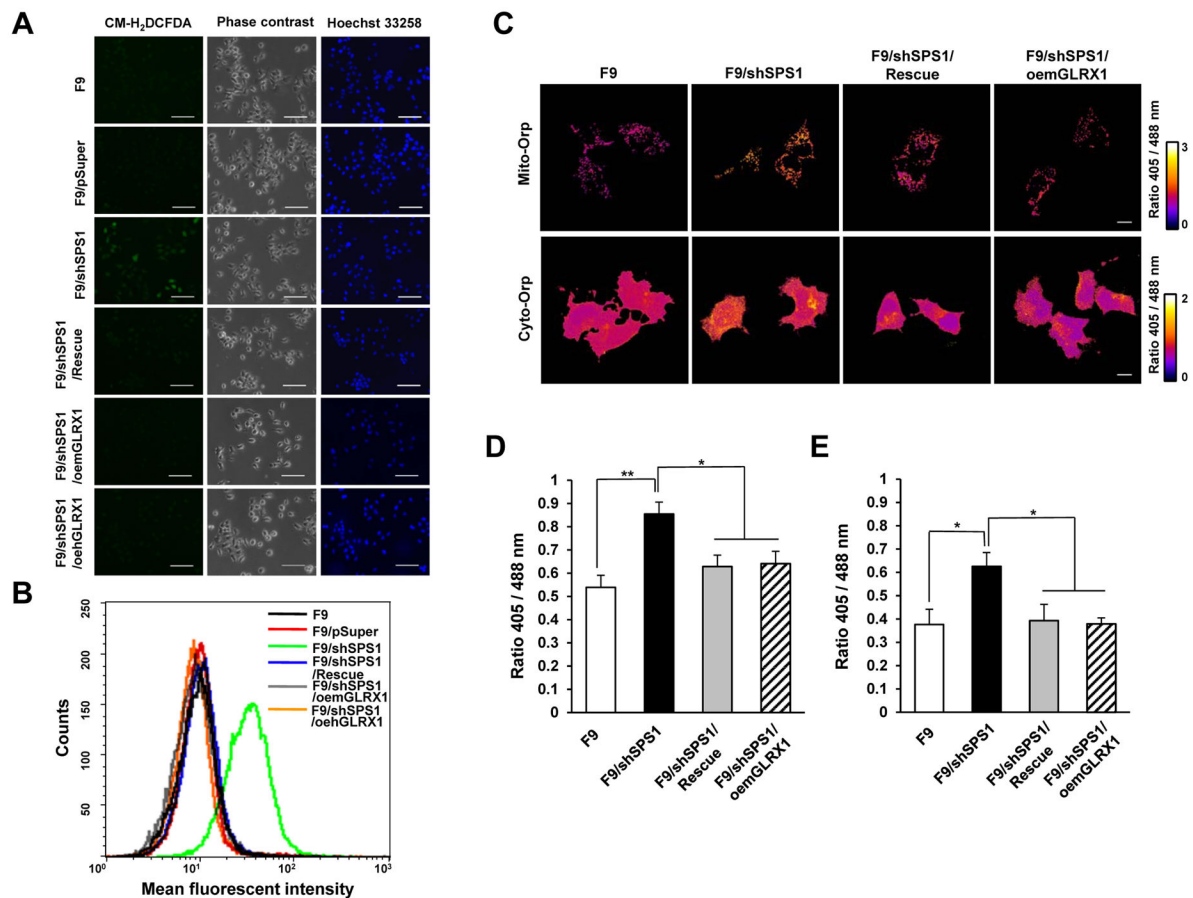 A
CM-H₂DCFDA
Phase contrast
Hoechst 33258
F9
F9/pSuper
F9/shSPS1
F9/shSPS1
/Rescue
F9/shSPS1
/oemGLRX1
F9/shSPS1
/oehGLRX1
B
250
200
150
100
50
0
Counts
10⁰
10¹
10²
10³
Mean fluorescent intensity
F9
F9/pSuper
F9/shSPS1
F9/shSPS1
/Rescue
F9/shSPS1
/oemGLRX1
F9/shSPS1
/oehGLRX1
C
F9
F9/shSPS1
F9/shSPS1/
Rescue
F9/shSPS1/
oemGLRX1
Mito-Orp
Ratio 405 / 488 nm
3
0
Cyto-Orp
Ratio 405 / 488 nm
2
0
D
Ratio 405 / 488 nm
1
0.9
0.8
0.7
0.6
0.5
0.4
0.3
0.2
0.1
0
**
*
F9
F9/shSPS1
F9/shSPS1/
Rescue
F9/shSPS1/
oemGLRX1
E
Ratio 405 / 488 nm
1
0.9
0.8
0.7
0.6
0.5
0.4
0.3
0.2
0.1
0
*
*
F9
F9/shSPS1
F9/shSPS1/
Rescue
F9/shSPS1/
oemGLRX1